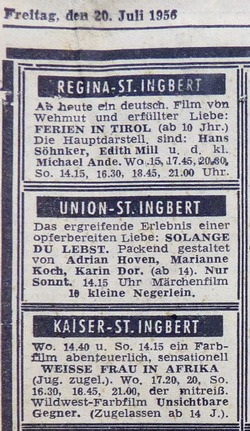 Freitag, den 20. Juli 1956
REGINA-ST.INGBERT
Ab heute ein deutsch. Film von
Wehmut und erfüllter Liebe:
FERIEN IN TIROL (ab 10 Jhr.)
Die Hauptdarstell, sind: Hans
Söhnker, Edith Mill u. d. kl.
Michael Ande. Wo. 15, 17.45, 20.30,
So. 14.15, 16.30, 18.45, 21.00 Uhr.
UNION-ST.INGBERT
Das ergreifende Erlebnis einer
opferbereiten Liebe: SOLANGE
DU LEBST. Packend gestaltet
von Adrian Hoven, Marianne
Koch, Karin Dor. (ab 14). Nur
Sonnt. 14.15 Uhr Märchenfilm
10 kleine Negerlein.
KAISER-ST.INGBERT
Wo. 14.40 u. So. 14.15 ein Farb-
film abenteuerlich, sensationell
WEISSE FRAU IN AFRIKA
(Jug. zugel.). Wo. 17.20, 20, So.
16.30, 18.45, 21.00, der mitreiß.
Wildwest-Farbfilm Unsichtbare
Gegner. (Zugelassen ab 14 J.).